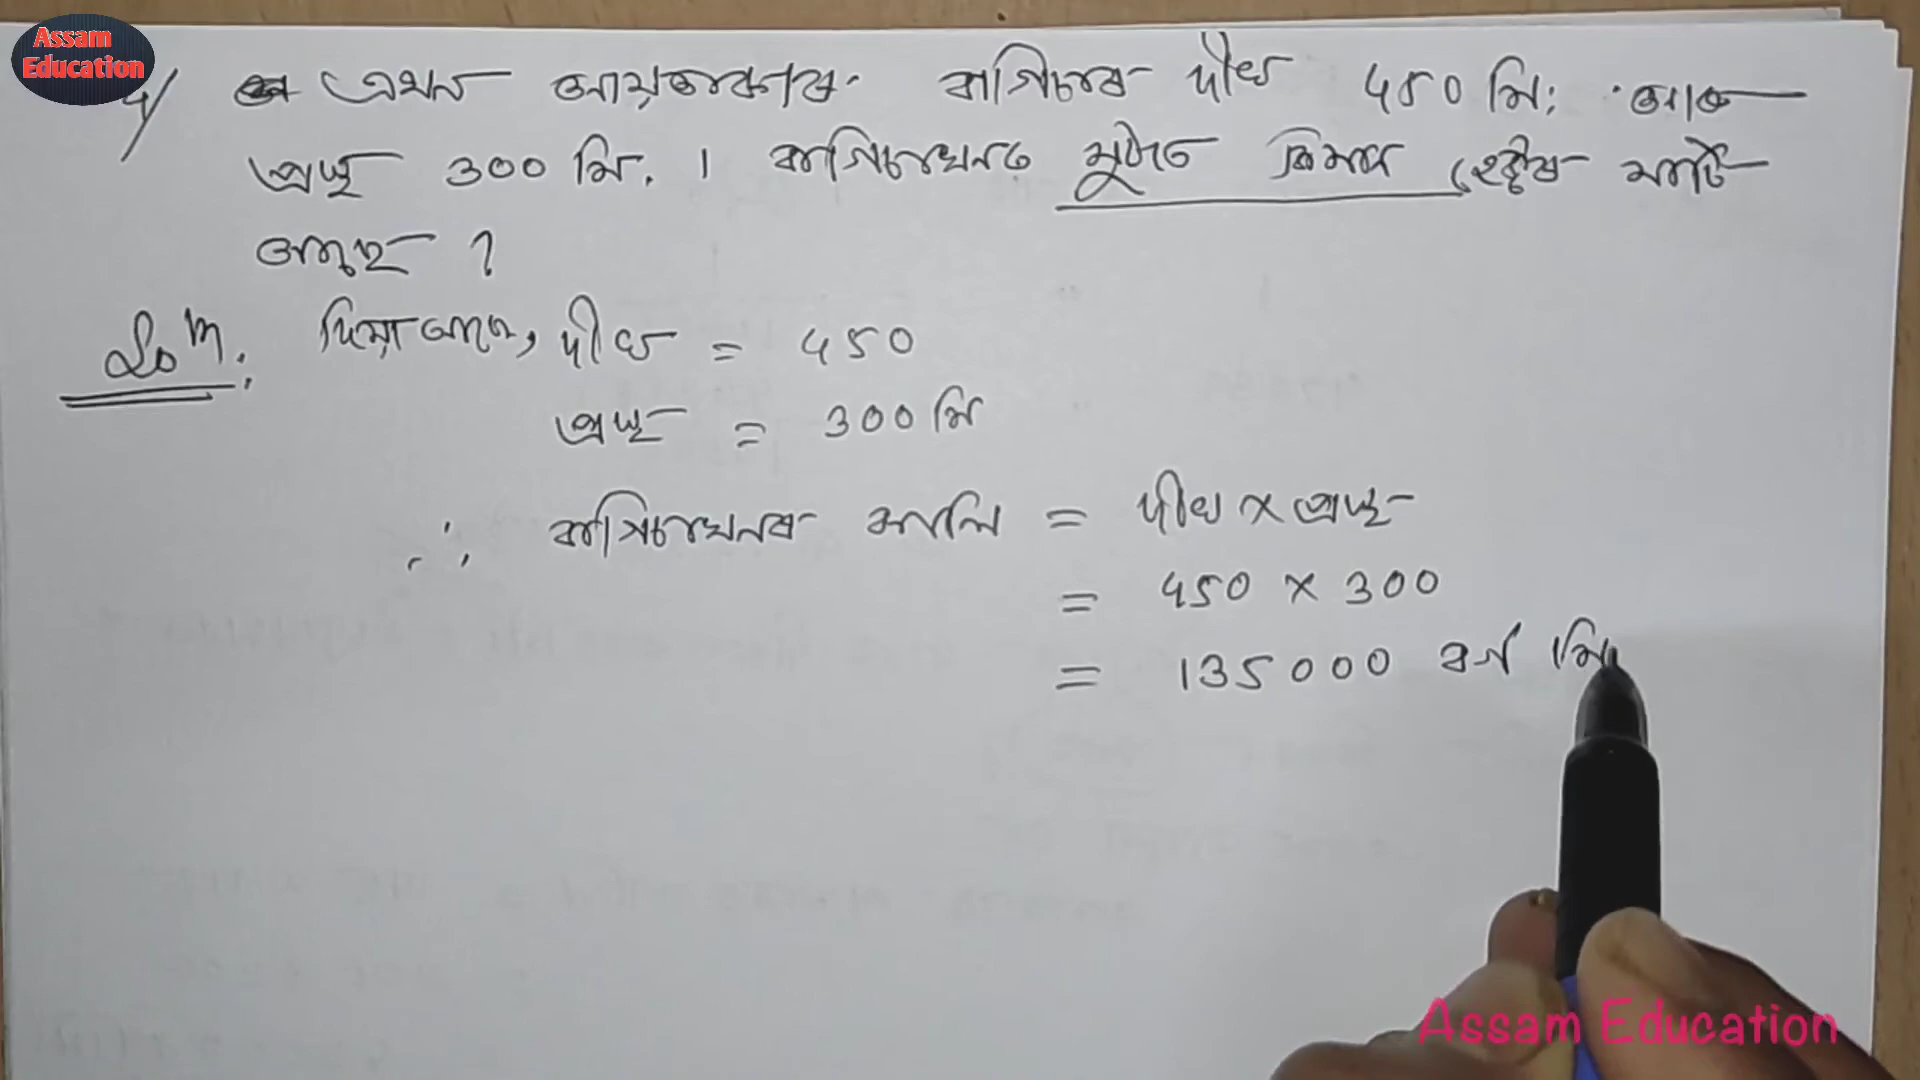 Assam
Education
4/ এখন আয়তাকাৰ বাগিচাৰ দীঘ 450 মি: আৰু
প্ৰস্থ 300 মি. । বাগিচাখনত মুঠতে কিমান হেক্টৰ মাটি
আছে ?
Soln. দিয়া আছে, দীঘ = 450
প্ৰস্থ = 300 মি
∴ বাগিচাখনৰ কালি = দীঘ x প্ৰস্থ
= 450 x 300
= 135000 বৰ্গ মি
Assam Education